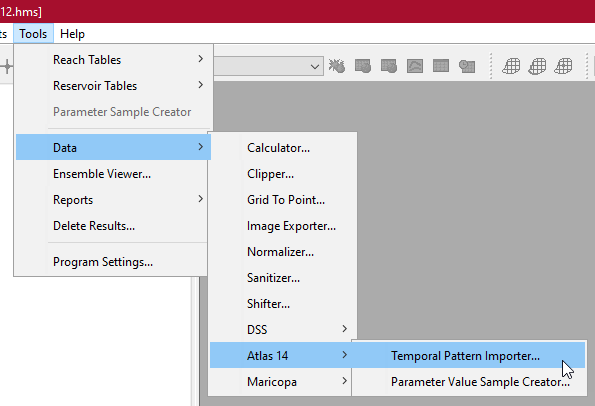 12.hms]
ts Tools Help
Reach Tables
Reservoir Tables
Parameter Sample Creator
Data
Ensemble Viewer...
Reports
Delete Results...
Program Settings...
Calculator...
Clipper...
Grid To Point...
Image Exporter...
Normalizer...
Sanitizer...
Shifter...
DSS
Atlas 14
Maricopa
Temporal Pattern Importer...
Parameter Value Sample Creator...